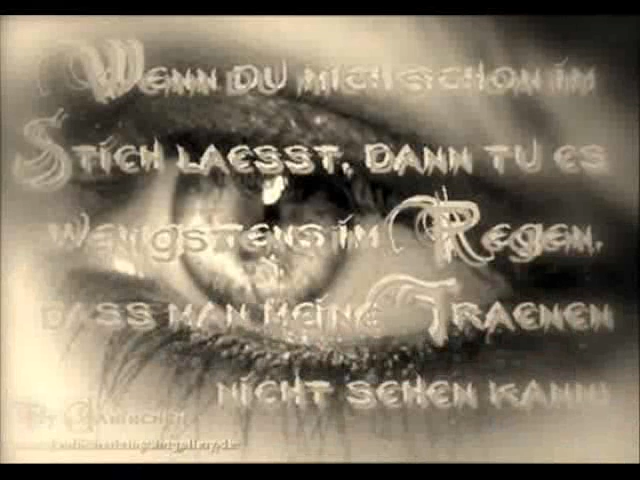 Wenn du mich schon im
Stich laesst, dann tu es
wenigstens im Regen,
dass man meine Traenen
nicht sehen kann!
By